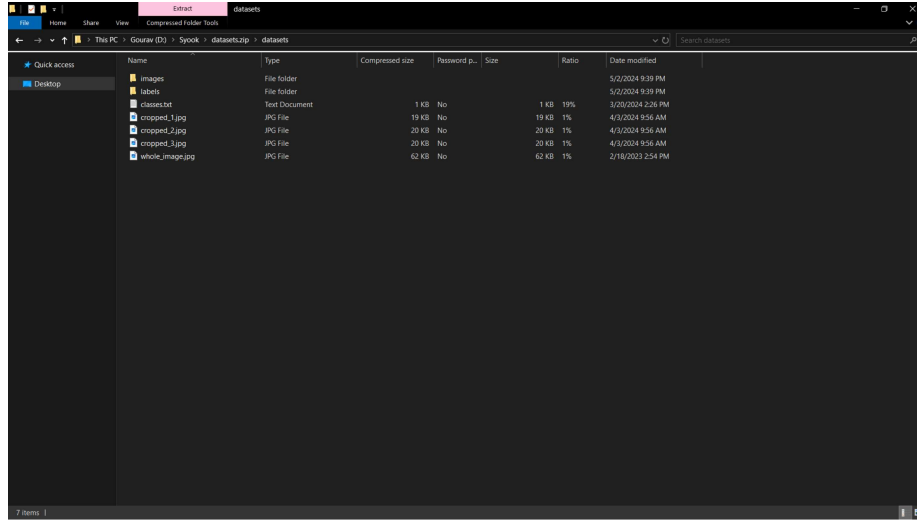 Extract datasets
File Home Share View Compressed Folder Tools
This PC > Gourav (D:) > Syook > datasets.zip > datasets Search datasets
Quick access
Desktop
Name Type Compressed size Password p... Size Ratio Date modified
images File folder 5/2/2024 9:39 PM
labels File folder 5/2/2024 9:39 PM
classes.txt Text Document 1 KB No 1 KB 19% 3/20/2024 2:26 PM
cropped_1.jpg JPG File 19 KB No 19 KB 1% 4/3/2024 9:56 AM
cropped_2.jpg JPG File 20 KB No 20 KB 1% 4/3/2024 9:56 AM
cropped_3.jpg JPG File 20 KB No 20 KB 1% 4/3/2024 9:56 AM
whole_image.jpg JPG File 62 KB No 62 KB 1% 2/18/2023 2:54 PM
7 items